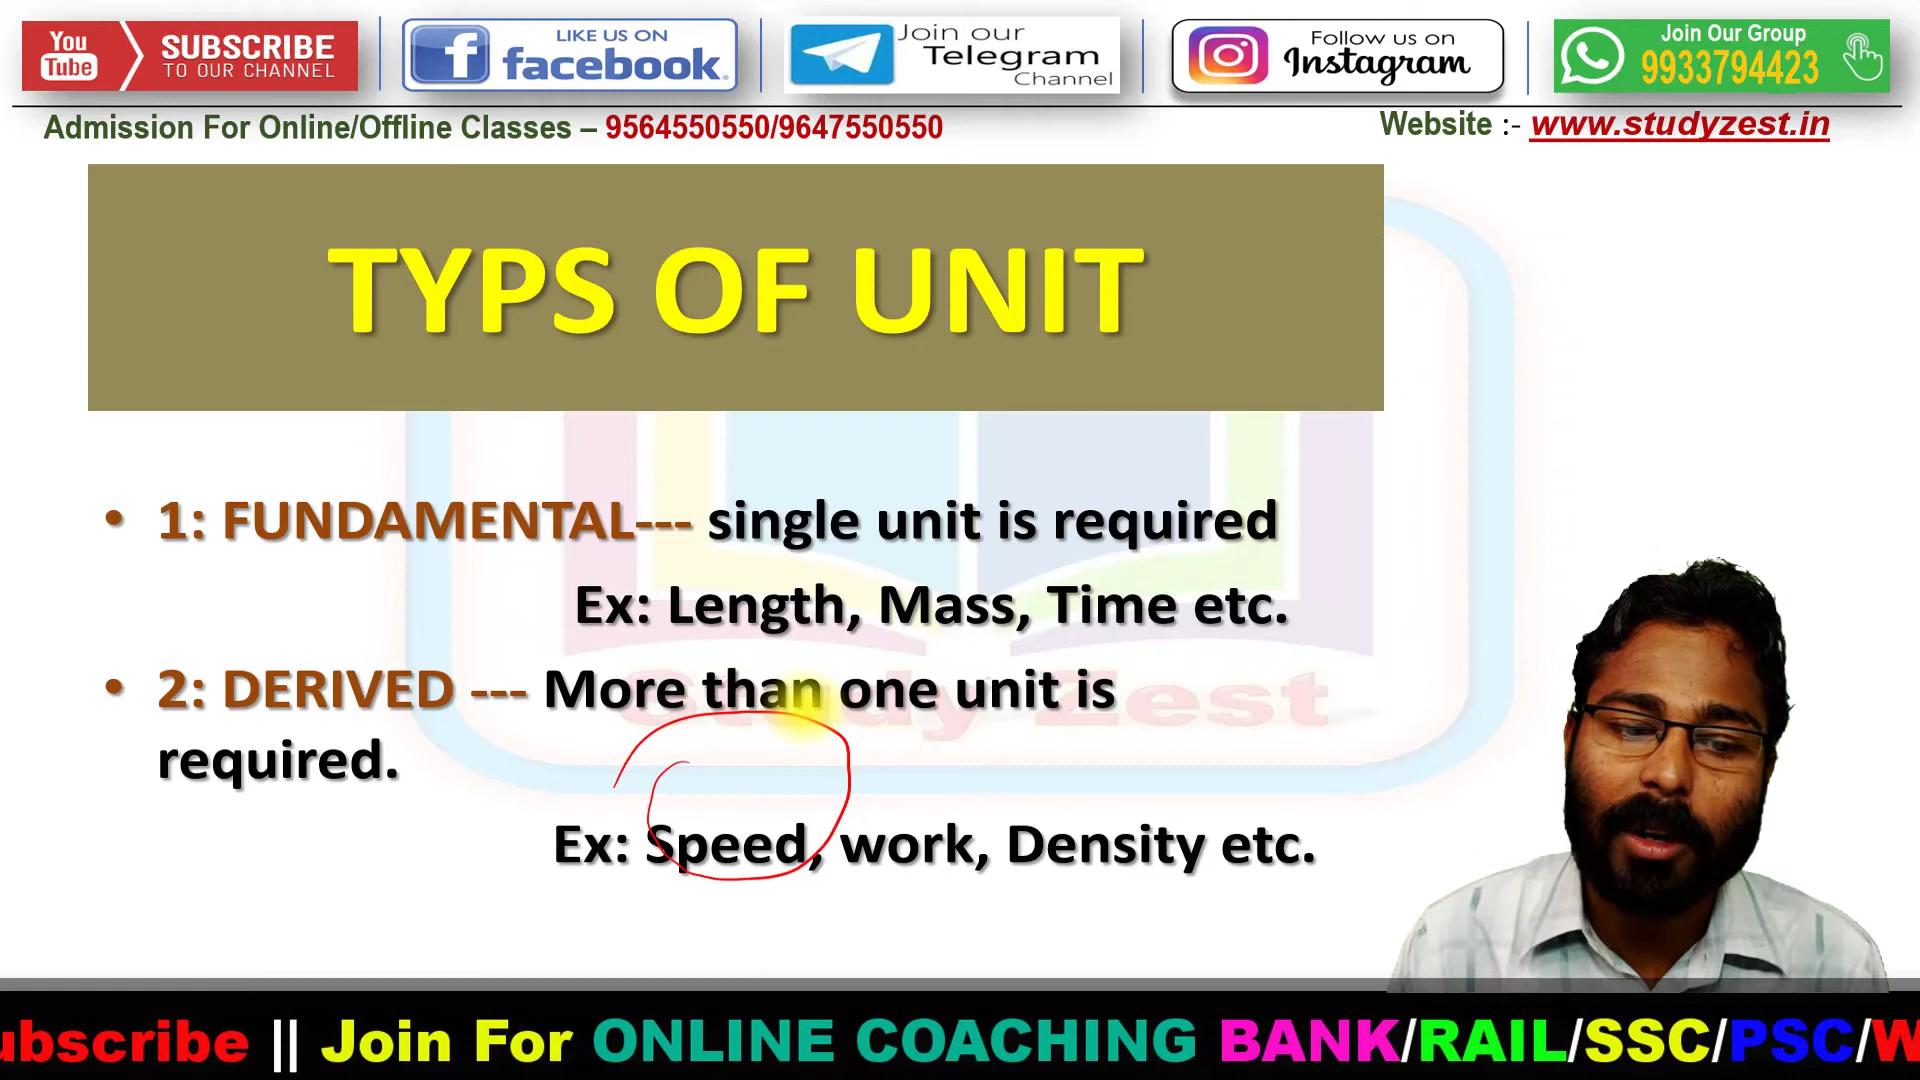 You Tube SUBSCRIBE TO OUR CHANNEL
LIKE US ON facebook.
Join our Telegram Channel
Follow us on Instagram
Join Our Group 9933794423
Admission For Online/Offline Classes – 9564550550/9647550550
Website :- www.studyzest.in
TYPS OF UNIT
• 1: FUNDAMENTAL--- single unit is required
Ex: Length, Mass, Time etc.
• 2: DERIVED --- More than one unit is
required.
Study Zest
Ex: Speed, work, Density etc.
ubscribe || Join For ONLINE COACHING BANK/RAIL/SSC/PSC/W